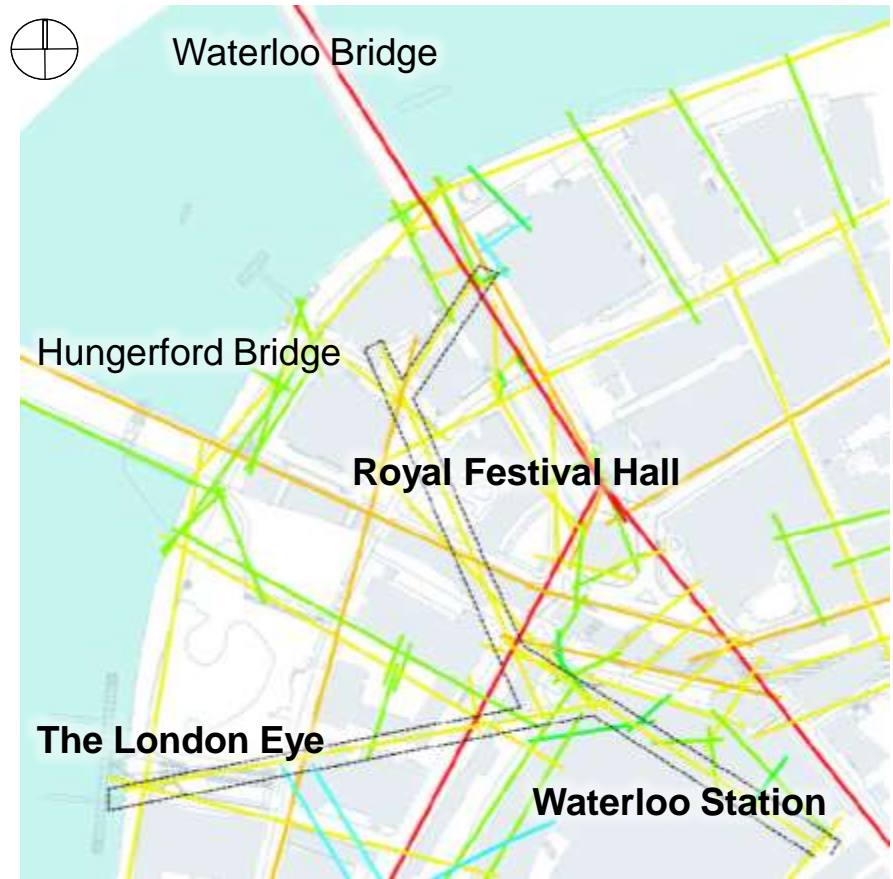 Waterloo Bridge
Hungerford Bridge
Royal Festival Hall
The London Eye
Waterloo Station